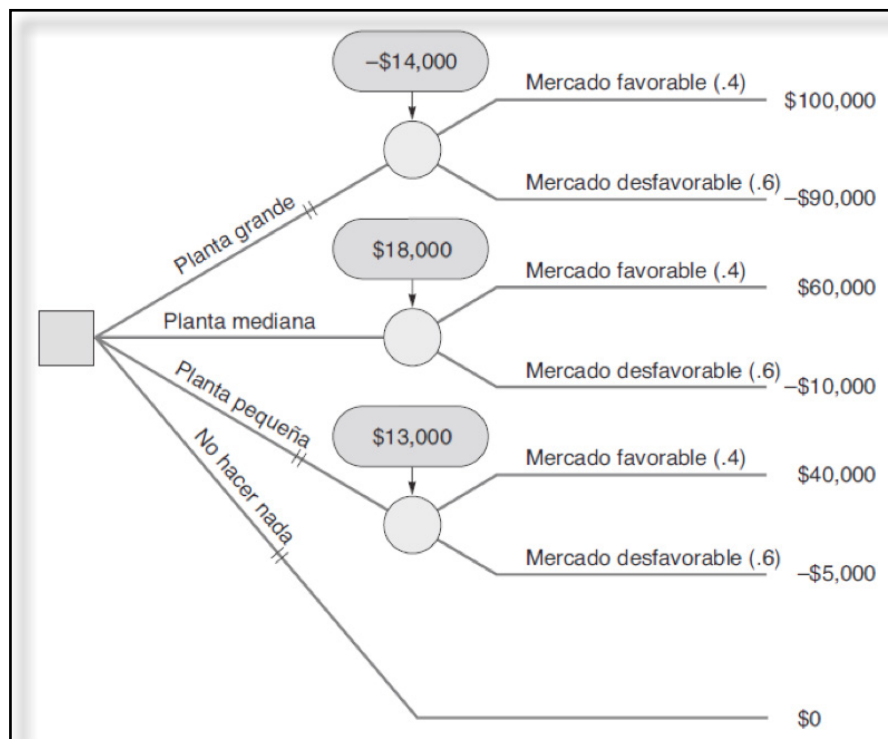 –$14,000
Mercado favorable (.4)
$100,000
Mercado desfavorable (.6)
–$90,000
Planta grande
$18,000
Mercado favorable (.4)
$60,000
Planta mediana
Mercado desfavorable (.6)
–$10,000
Planta pequeña
$13,000
Mercado favorable (.4)
$40,000
No hacer nada
Mercado desfavorable (.6)
–$5,000
$0